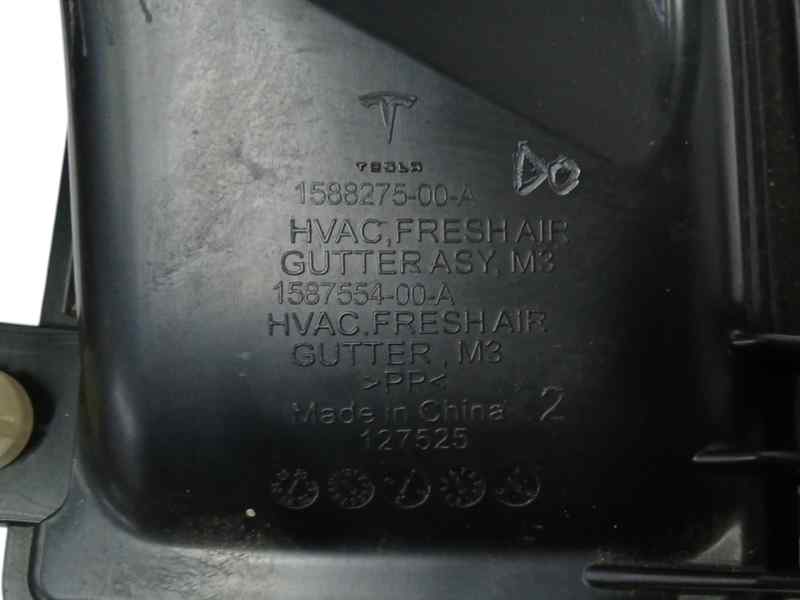 TESLA
1588275-00-A
DO
HVAC,FRESH AIR
GUTTER ASY, M3
1587554-00-A
HVAC,FRESH AIR
GUTTER , M3
>PP<
Made in China 2
127525